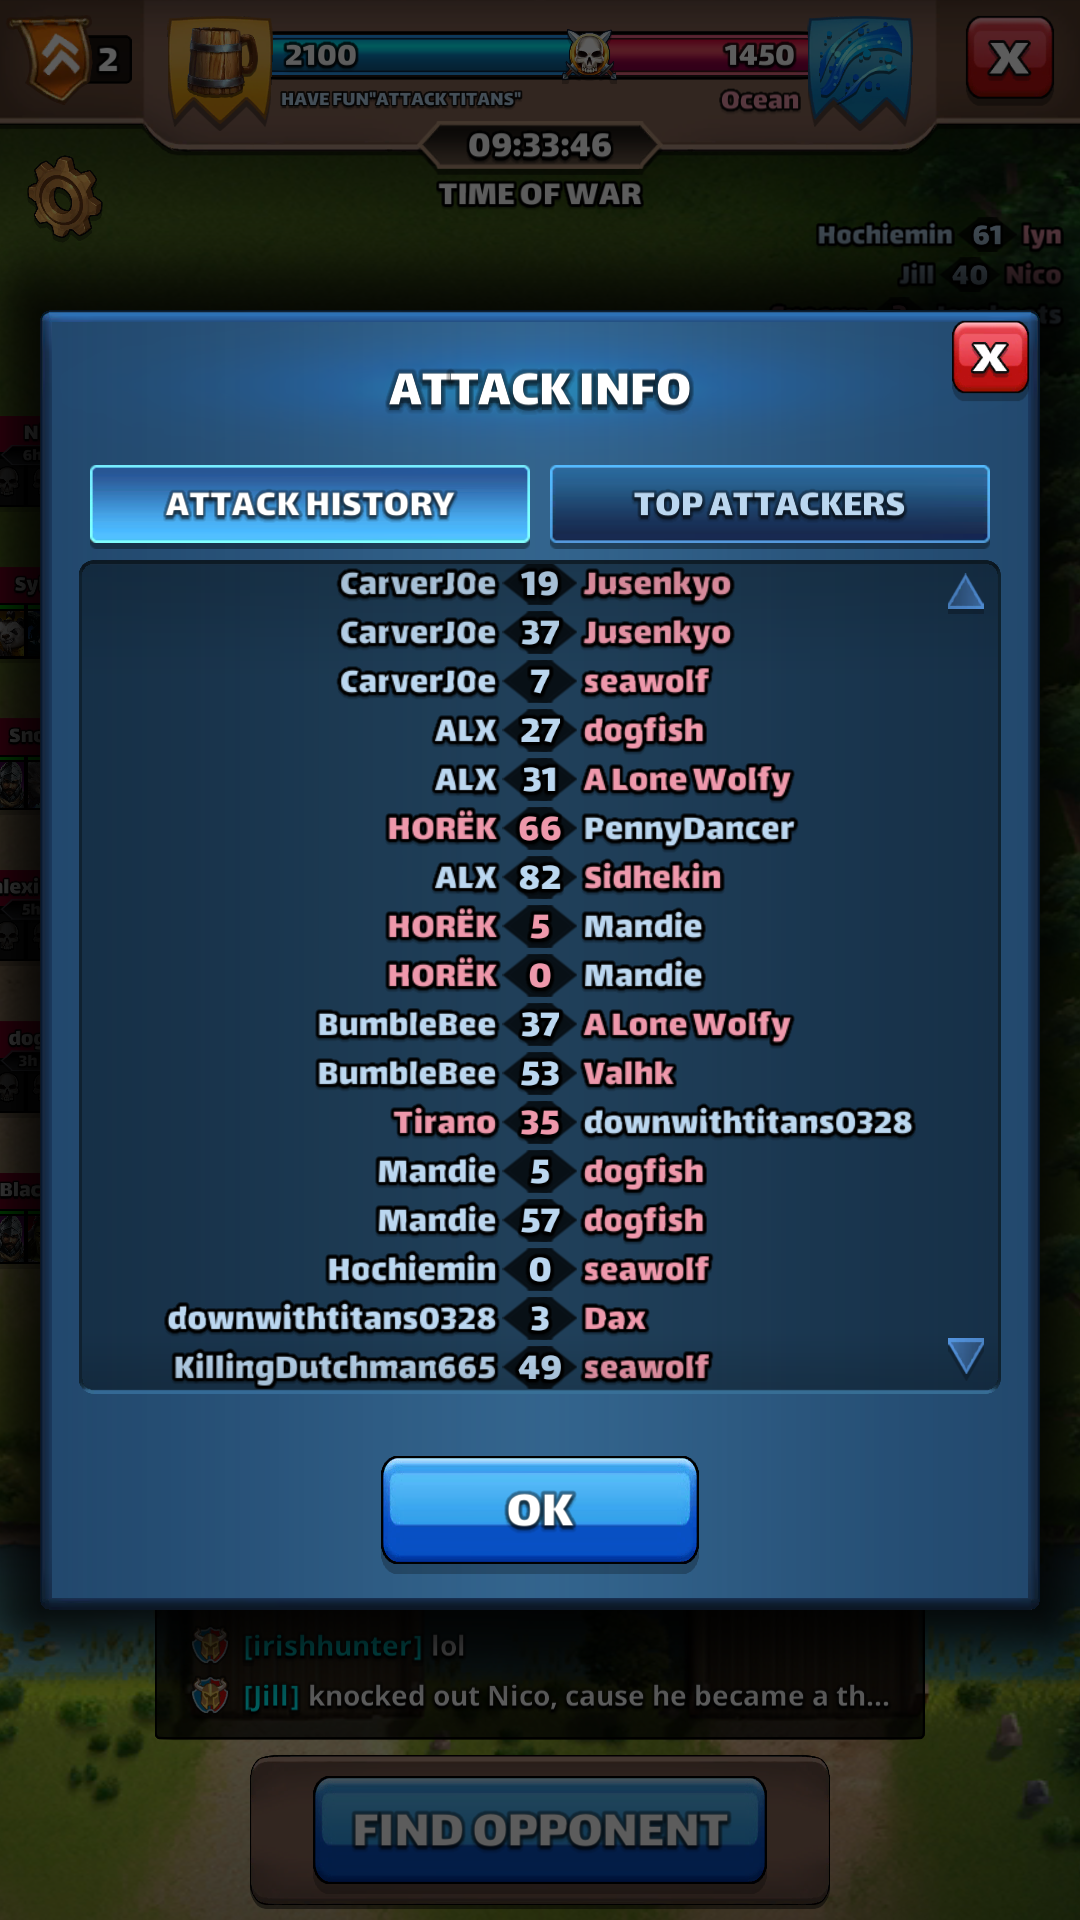 2
2100
1450
HAVE FUN"ATTACK TITANS"
Ocean
09:33:46
TIME OF WAR
Hochiemin 61 lyn
Jill 40 Nico
ATTACK INFO
ATTACK HISTORY
TOP ATTACKERS
CarverJ0e 19 Jusenkyo
CarverJ0e 37 Jusenkyo
CarverJ0e 7 seawolf
ALX 27 dogfish
ALX 31 A Lone Wolfy
HORËK 66 PennyDancer
ALX 82 Sidhekin
HORËK 5 Mandie
HORËK 0 Mandie
BumbleBee 37 A Lone Wolfy
BumbleBee 53 Valhk
Tirano 35 downwithtitans0328
Mandie 5 dogfish
Mandie 57 dogfish
Hochiemin 0 seawolf
downwithtitans0328 3 Dax
KillingDutchman665 49 seawolf
OK
[irishhunter] lol
[Jill] knocked out Nico, cause he became a th...
FIND OPPONENT